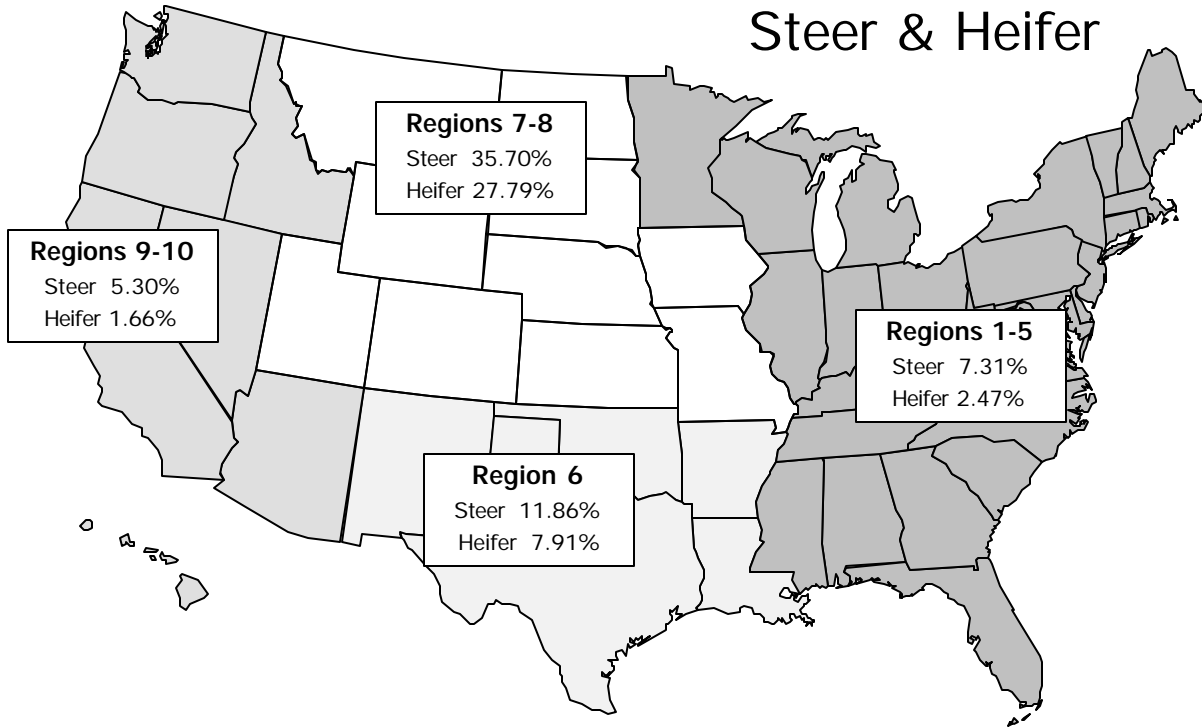 Steer & Heifer
Regions 7-8
Steer 35.70%
Heifer 27.79%
Regions 9-10
Steer 5.30%
Heifer 1.66%
Regions 1-5
Steer 7.31%
Heifer 2.47%
Region 6
Steer 11.86%
Heifer 7.91%